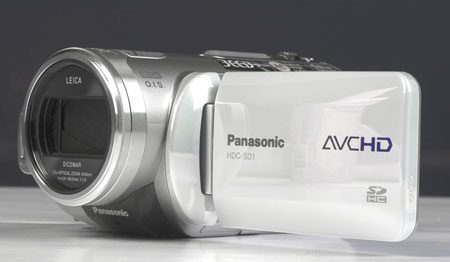 LEICA
O.I.S.
DICOMAR
Panasonic
Panasonic
HDC-SD1
AVCHD
SD
HC